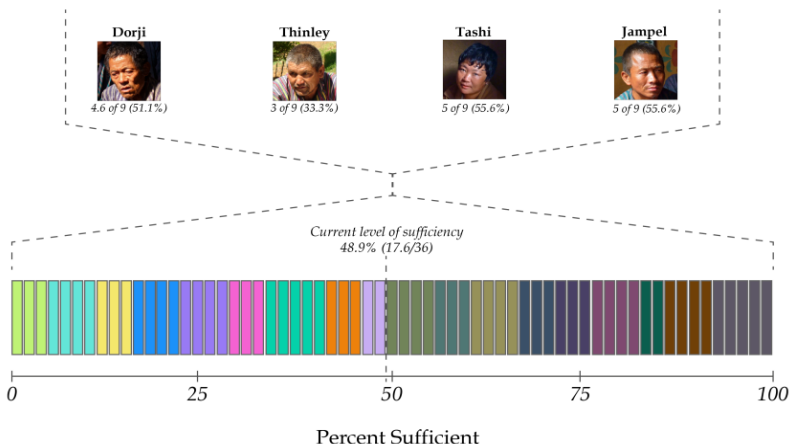 Dorji
Thinley
Tashi
Jampel
4.6 of 9 (51.1%)
3 of 9 (33.3%)
5 of 9 (55.6%)
5 of 9 (55.6%)
Current level of sufficiency
48.9% (17.6/36)
0
25
50
75
100
Percent Sufficient